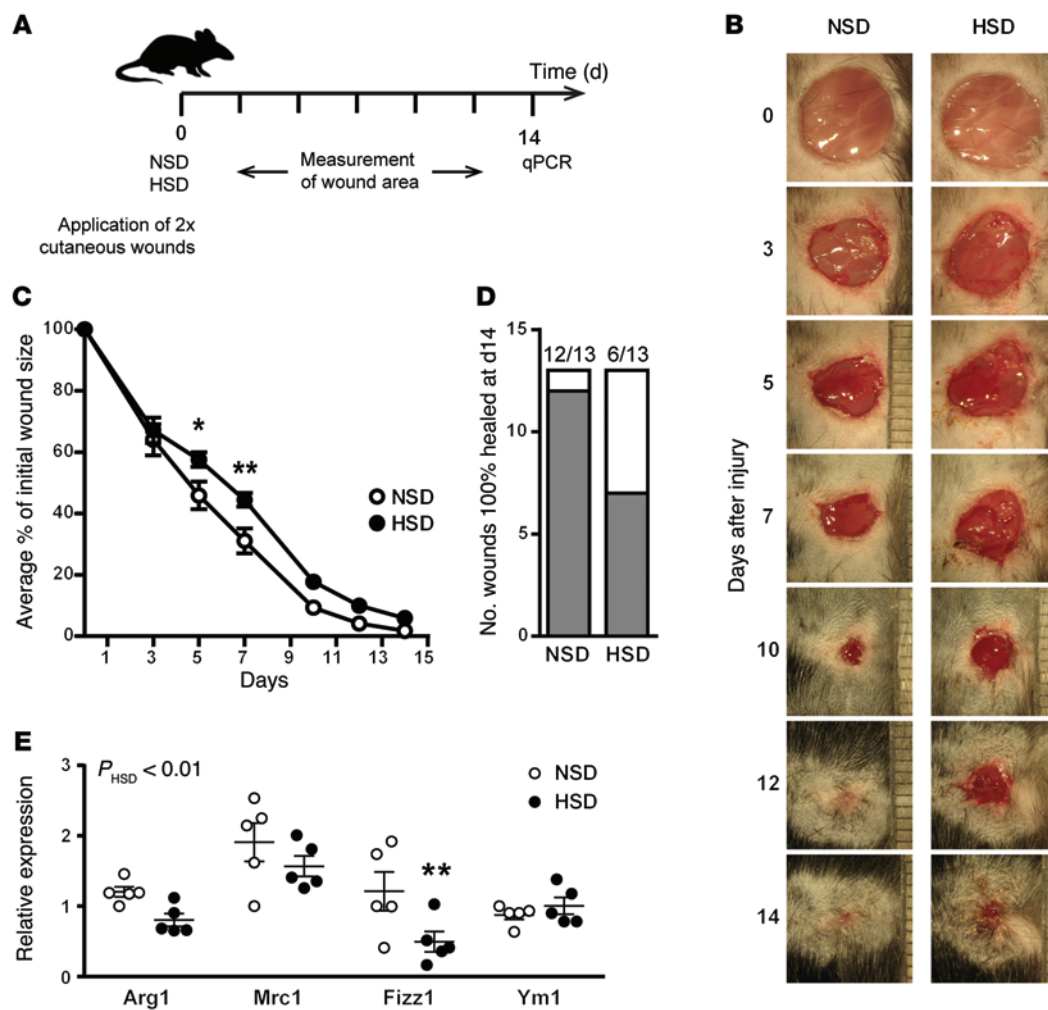 A
Time (d)
0
14
NSD
HSD
Measurement
of wound area
qPCR
Application of 2x
cutaneous wounds
B
NSD
HSD
Days after injury
0
3
5
7
10
12
14
C
Average % of initial wound size
100
80
60
40
20
0
*
**
NSD
HSD
1
3
5
7
9
11
13
15
Days
D
No. wounds 100% healed at d14
15
10
5
0
12/13
6/13
NSD
HSD
E
Relative expression
3
2
1
0
P HSD < 0.01
NSD
HSD
**
Arg1
Mrc1
Fizz1
Ym1